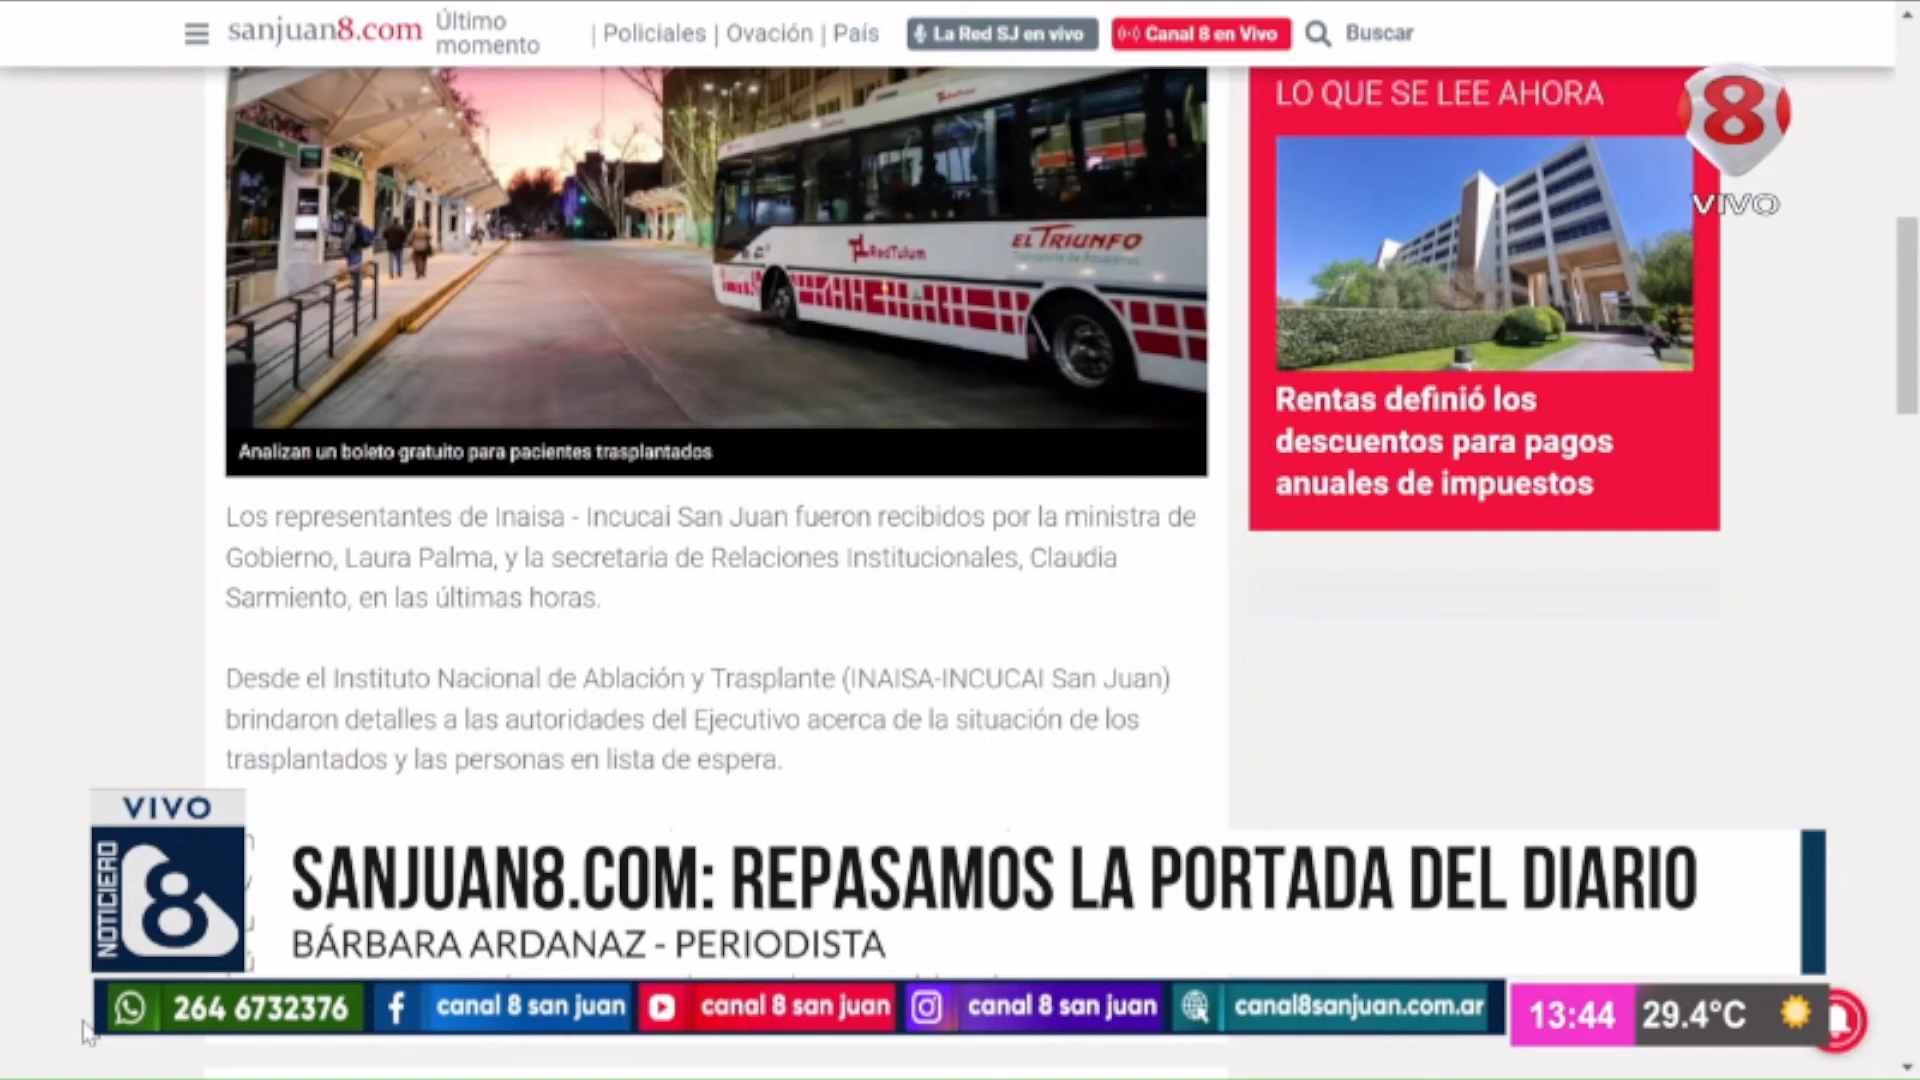 sanjuan8.com
Último momento
| Policiales | Ovación | País
La Red SJ en vivo
Canal 8 en Vivo
Buscar
LO QUE SE LEE AHORA
8
VIVO
RedTulum
EL TRIUNFO
Transporte de Pasajeros
Rentas definió los
descuentos para pagos
anuales de impuestos
Analizan un boleto gratuito para pacientes trasplantados
Los representantes de Inaisa - Incucai San Juan fueron recibidos por la ministra de
Gobierno, Laura Palma, y la secretaria de Relaciones Institucionales, Claudia
Sarmiento, en las últimas horas.
Desde el Instituto Nacional de Ablación y Trasplante (INAISA-INCUCAI San Juan)
brindaron detalles a las autoridades del Ejecutivo acerca de la situación de los
trasplantados y las personas en lista de espera.
VIVO
NOTICIERO
8
SANJUAN8.COM: REPASAMOS LA PORTADA DEL DIARIO
BÁRBARA ARDANAZ - PERIODISTA
264 6732376
canal 8 san juan
canal 8 san juan
canal 8 san juan
canal8sanjuan.com.ar
13:44
29.4°C